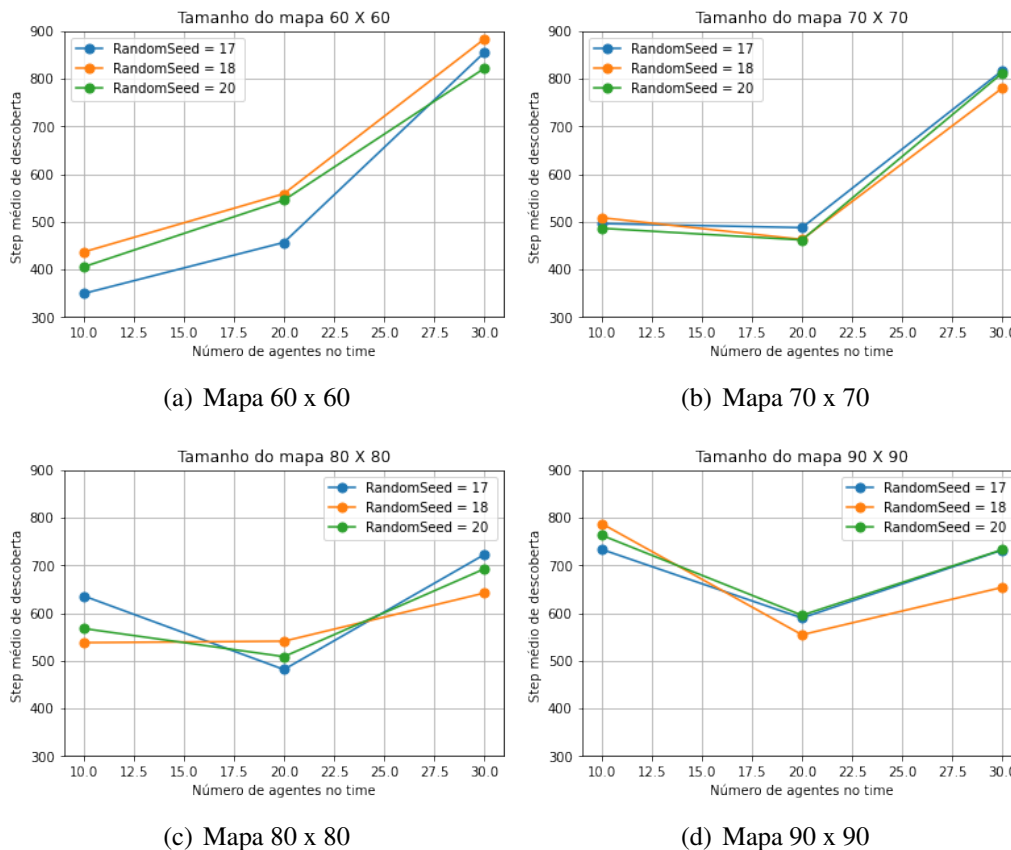 Tamanho do mapa 60 X 60
900
800
700
600
500
400
300
Step médio de descoberta
RandomSeed = 17
RandomSeed = 18
RandomSeed = 20
10.0 12.5 15.0 17.5 20.0 22.5 25.0 27.5 30.0
Número de agentes no time
(a) Mapa 60 x 60
Tamanho do mapa 70 X 70
900
800
700
600
500
400
300
Step médio de descoberta
RandomSeed = 17
RandomSeed = 18
RandomSeed = 20
10.0 12.5 15.0 17.5 20.0 22.5 25.0 27.5 30.0
Número de agentes no time
(b) Mapa 70 x 70
Tamanho do mapa 80 X 80
900
800
700
600
500
400
300
Step médio de descoberta
RandomSeed = 17
RandomSeed = 18
RandomSeed = 20
10.0 12.5 15.0 17.5 20.0 22.5 25.0 27.5 30.0
Número de agentes no time
(c) Mapa 80 x 80
Tamanho do mapa 90 X 90
900
800
700
600
500
400
300
Step médio de descoberta
RandomSeed = 17
RandomSeed = 18
RandomSeed = 20
10.0 12.5 15.0 17.5 20.0 22.5 25.0 27.5 30.0
Número de agentes no time
(d) Mapa 90 x 90